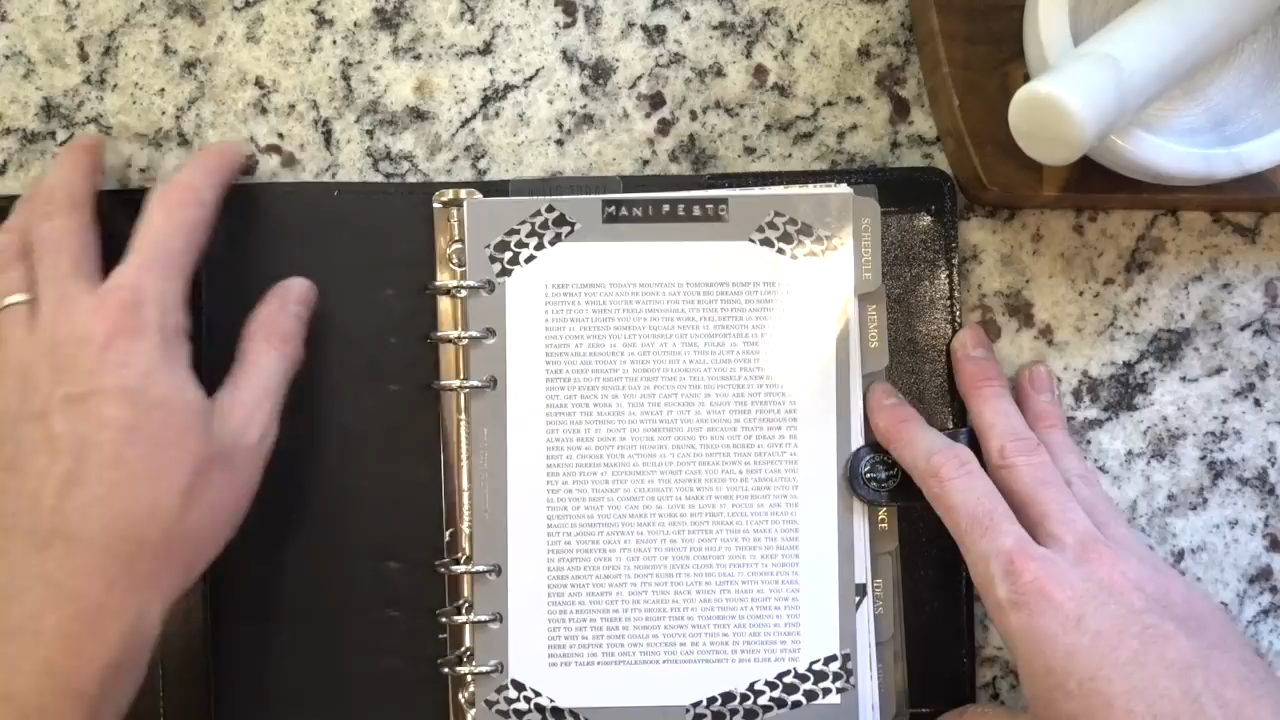 MANIFESTO
1. KEEP CLIMBING, TODAY'S MOUNTAIN IS TOMORROW'S BUMP IN THE
2. DO WHAT YOU CAN AND BE DONE 3. SAY YOUR BIG DREAMS OUT LOUD
POSITIVE 5. WHILE YOU'RE WAITING FOR THE RIGHT THING, DO
6. LET IT GO 7. WHEN IT FEELS IMPOSSIBLE, IT'S TIME TO FIND
8. FIND WHAT LIGHTS YOU UP 9. DO THE WORK, FEEL BETTER 10.
RIGHT 11. PRETEND SOMEDAY EQUALS NEVER 12. STRENGTH AND
ONLY COME WHEN YOU LET YOURSELF GET UNCOMFORTABLE 13.
STARTS AT ZERO 14. ONE DAY AT A TIME, FOLKS 15. TIME
RENEWABLE RESOURCE 16. GET OUTSIDE 17. THIS IS JUST A
WHO YOU ARE TODAY 19. WHEN YOU HIT A WALL, CLIMB OVER IT
TAKE A DEEP BREATH" 21. NOBODY IS LOOKING AT YOU 22.
BETTER 23. DO IT RIGHT THE FIRST TIME 24. TELL YOURSELF A NEW
SHOW UP EVERY SINGLE DAY 26. FOCUS ON THE BIG PICTURE 27. IF YOU
OUT, GET BACK IN 28. YOU JUST CAN'T PANIC 29. YOU ARE NOT STUCK
SHARE YOUR WORK 31. TRIM THE SUCKERS 32. ENJOY THE EVERYDAY 33.
SUPPORT THE MAKERS 34. SWEAT IT OUT 35. WHAT OTHER PEOPLE ARE
DOING HAS NOTHING TO DO WITH WHAT YOU ARE DOING 36. GET SERIOUS OR
GET OVER IT 37. DON'T DO SOMETHING JUST BECAUSE THAT'S HOW IT'S
ALWAYS BEEN DONE 38. YOU'RE NOT GOING TO RUN OUT OF IDEAS 39. BE
HERE NOW 40. DON'T FIGHT HUNGRY, DRUNK, TIRED OR BORED 41. GIVE IT A
REST 42. CHOOSE YOUR ACTIONS 43. "I CAN DO BETTER THAN DEFAULT" 44.
MAKING BREEDS MAKING 45. BUILD UP, DON'T BREAK DOWN 46. RESPECT THE
EBB AND FLOW 47. EXPERIMENT! WORST CASE YOU FAIL & BEST CASE YOU
FLY 48. FIND YOUR STEP ONE 49. THE ANSWER NEEDS TO BE "ABSOLUTELY,
YES" OR "NO, THANKS" 50. CELEBRATE YOUR WINS 51. YOU'LL GROW INTO IT
52. DO YOUR BEST 53. COMMIT OR QUIT 54. MAKE IT WORK FOR RIGHT NOW 55.
THINK OF WHAT YOU CAN DO 56. LOVE IS LOVE 57. FOCUS 58. ASK THE
QUESTIONS 59. YOU CAN MAKE IT WORK 60. BUT FIRST, LEVEL YOUR HEAD 61.
MAGIC IS SOMETHING YOU MAKE 62. BEND, DON'T BREAK 63. I CAN'T DO THIS,
BUT I'M DOING IT ANYWAY 64. YOU'LL GET BETTER AT THIS 65. MAKE A DONE
LIST 66. YOU'RE OKAY 67. ENJOY IT 68. YOU DON'T HAVE TO BE THE SAME
PERSON FOREVER 69. IT'S OKAY TO SHOUT FOR HELP 70. THERE'S NO SHAME
IN STARTING OVER 71. GET OUT OF YOUR COMFORT ZONE 72. KEEP YOUR
EARS AND EYES OPEN 73. NOBODY'S [EVEN CLOSE TO] PERFECT 74. NOBODY
CARES ABOUT ALMOST 75. DON'T RUSH IT 76. NO BIG DEAL 77. CHOOSE FUN 78.
KNOW WHAT YOU WANT 79. IT'S NOT TOO LATE 80. LISTEN WITH YOUR EARS,
EYES AND HEARTS 81. DON'T TURN BACK WHEN IT'S HARD 82. YOU CAN
CHANGE 83. YOU GET TO BE SCARED 84. YOU ARE SO YOUNG RIGHT NOW 85.
GO BE A BEGINNER 86. IF IT'S BROKE, FIX IT 87. ONE THING AT A TIME 88. FIND
YOUR FLOW 89. THERE IS NO RIGHT TIME 90. TOMORROW IS COMING 91. YOU
GET TO SET THE BAR 92. NOBODY KNOWS WHAT THEY ARE DOING 93. FIND
OUT WHY 94. SET SOME GOALS 95. YOU'VE GOT THIS 96. YOU ARE IN CHARGE
HERE 97.DEFINE YOUR OWN SUCCESS 98. BE A WORK IN PROGRESS 99. NO
HOARDING 100. THE ONLY THING YOU CAN CONTROL IS WHEN YOU START
100 PEP TALKS #100PEPTALKSBOOK #THE100DAYPROJECT © 2016 ELISE JOY INC
SCHEDULE
MEMOS
NCE
IDEAS